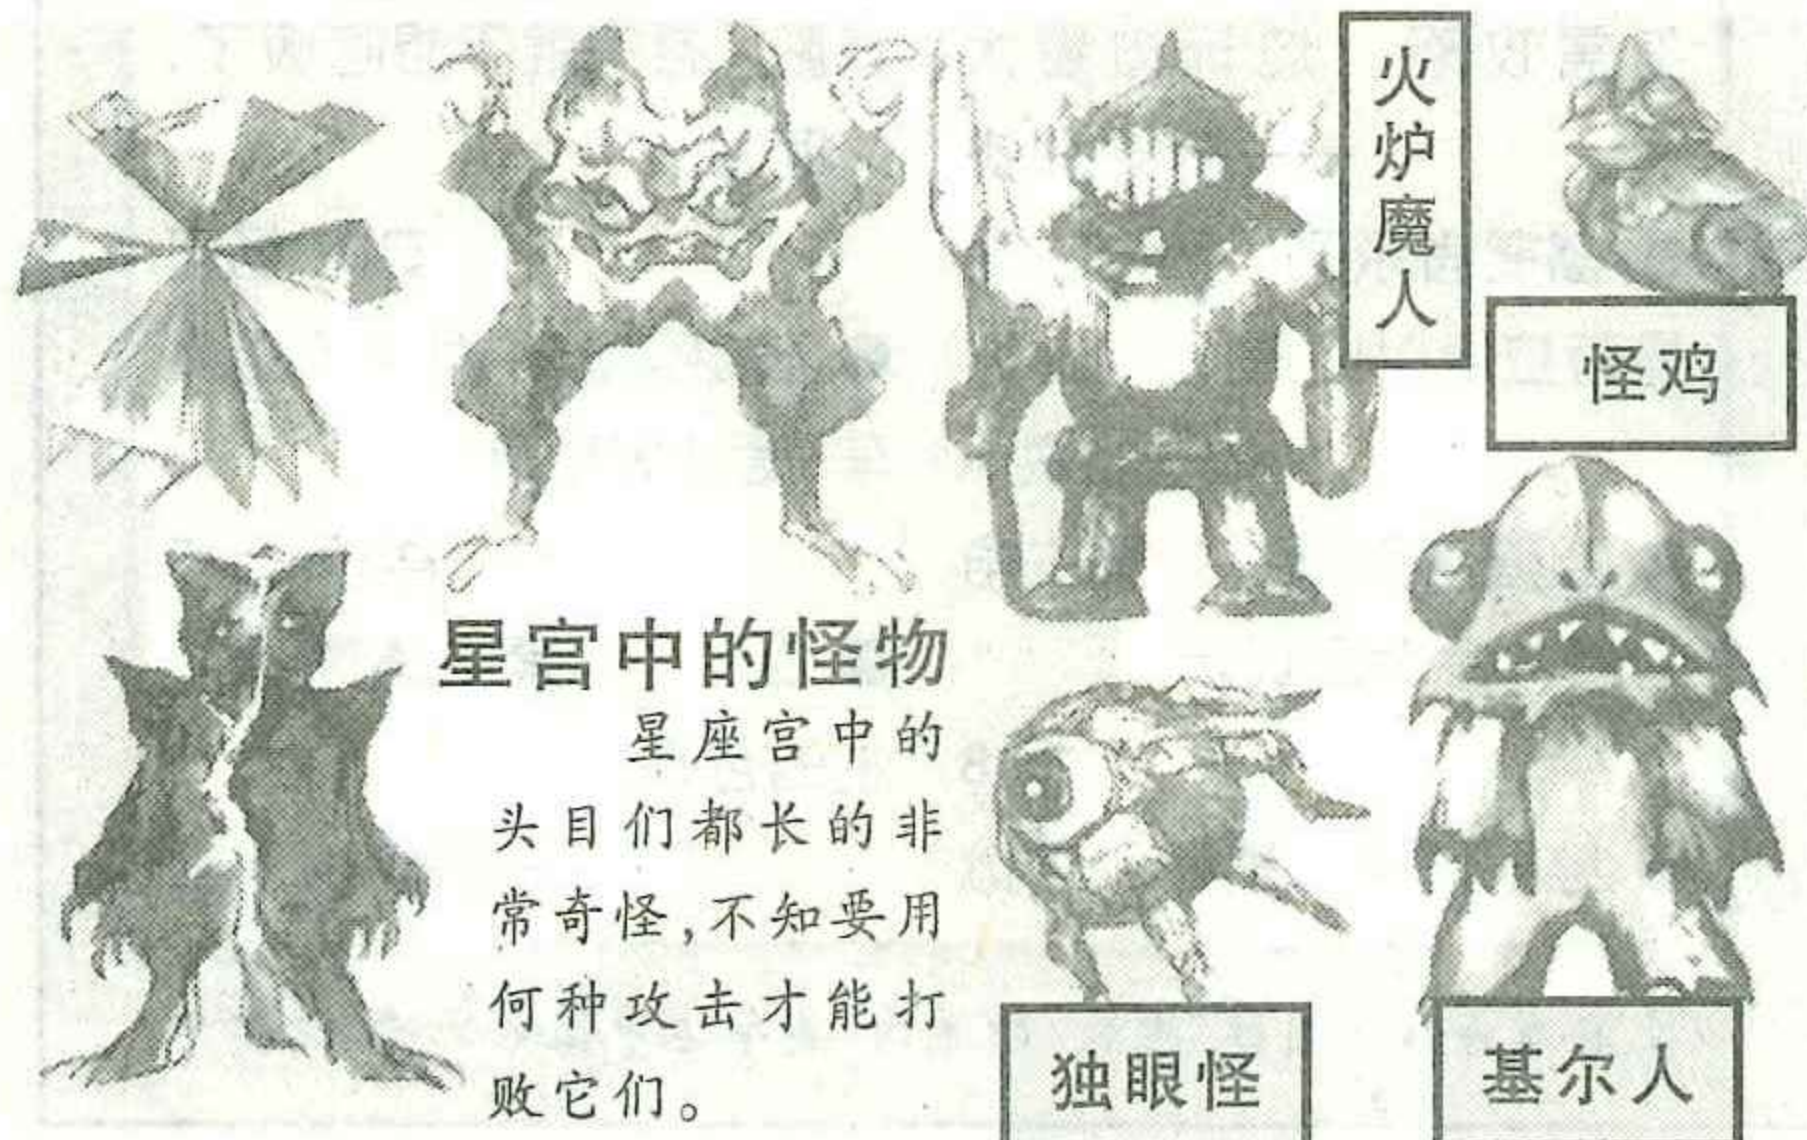 火炉魔人
怪鸡
星宫中的怪物
星座宫中的
头目们都长的非
常奇怪,不知要用
何种攻击才能打
败它们。
独眼怪
基尔人